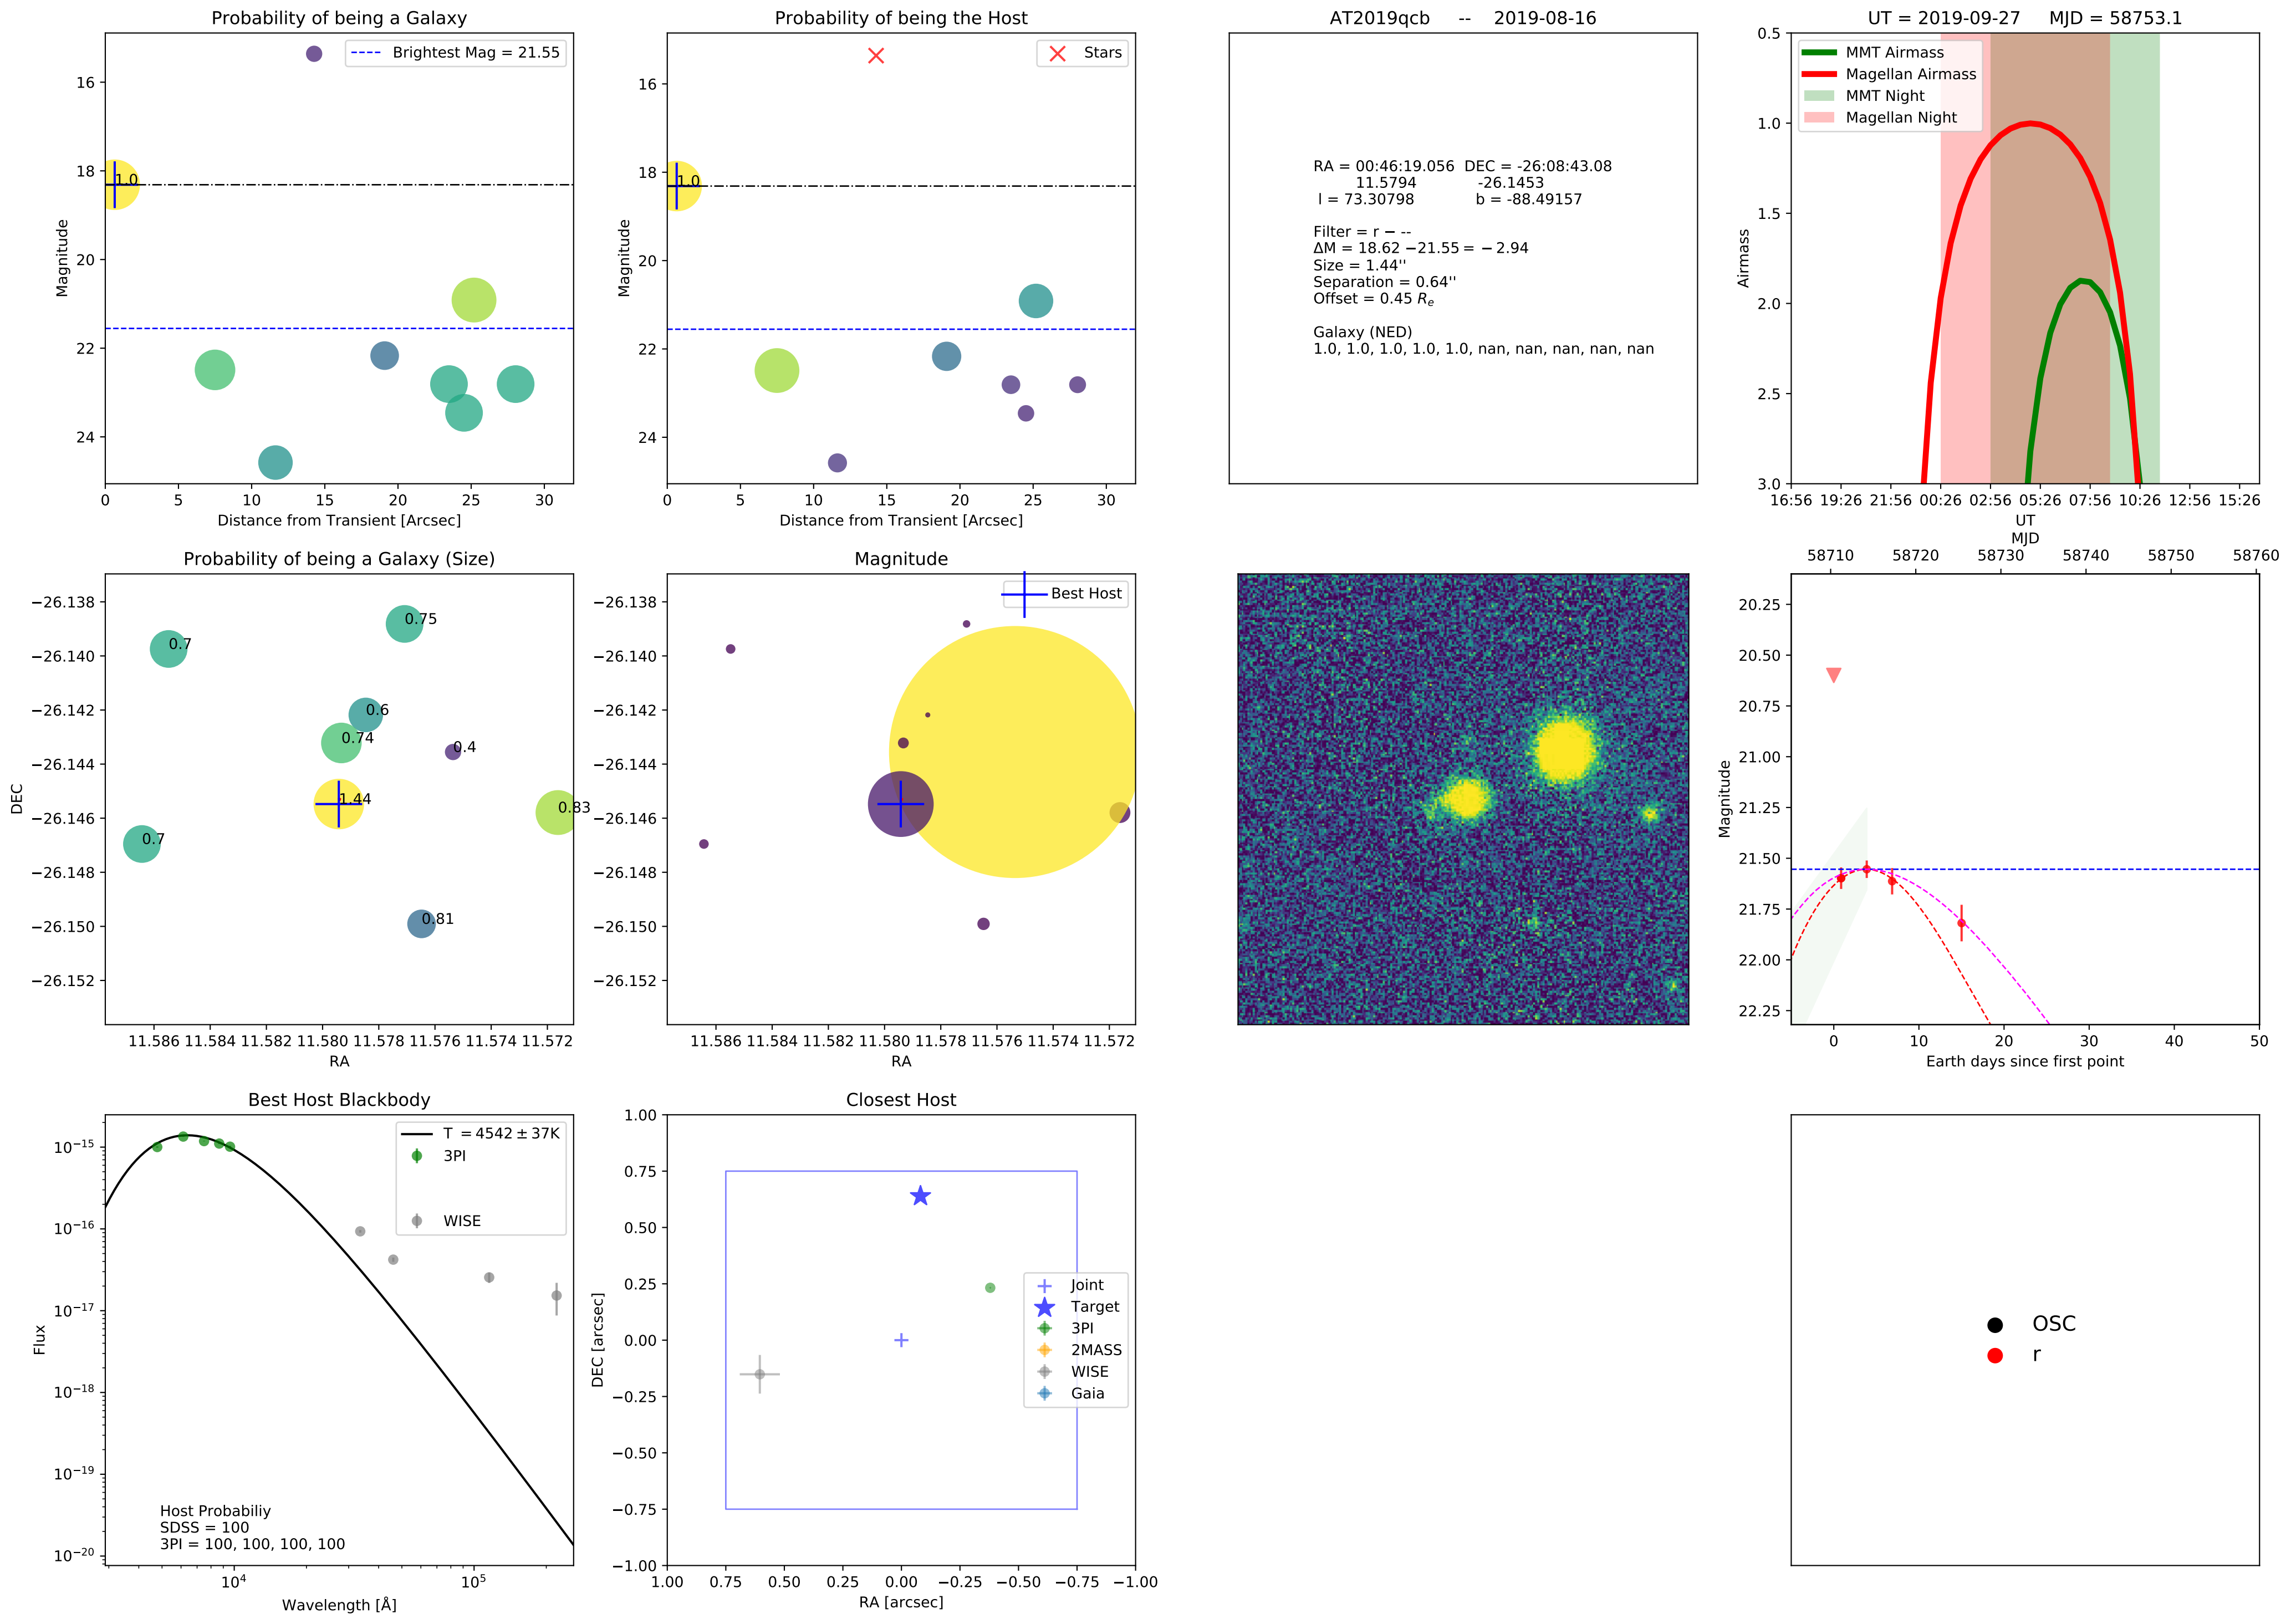 Probability of being a Galaxy
Brightest Mag = 21.55
1.0
16
18
20
22
24
Magnitude
0 5 10 15 20 25 30
Distance from Transient [Arcsec]
Probability of being the Host
Stars
1.0
16
18
20
22
24
Magnitude
0 5 10 15 20 25 30
Distance from Transient [Arcsec]
AT2019qcb -- 2019-08-16
RA = 00:46:19.056 DEC = -26:08:43.08
11.5794 -26.1453
l = 73.30798 b = -88.49157
Filter = r − --
ΔM = 18.62 −21.55 = −2.94
Size = 1.44''
Separation = 0.64''
Offset = 0.45 Rₑ
Galaxy (NED)
1.0, 1.0, 1.0, 1.0, 1.0, nan, nan, nan, nan, nan
UT = 2019-09-27 MJD = 58753.1
MMT Airmass
Magellan Airmass
MMT Night
Magellan Night
0.5
1.0
1.5
2.0
2.5
3.0
Airmass
16:56 19:26 21:56 00:26 02:56 05:26 07:56 10:26 12:56 15:26
UT
Probability of being a Galaxy (Size)
0.75
0.7
0.6
0.74
0.4
1.44
0.83
0.7
0.81
−26.138
−26.140
−26.142
−26.144
−26.146
−26.148
−26.150
−26.152
DEC
11.586 11.584 11.582 11.580 11.578 11.576 11.574 11.572
RA
Magnitude
Best Host
−26.138
−26.140
−26.142
−26.144
−26.146
−26.148
−26.150
−26.152
11.586 11.584 11.582 11.580 11.578 11.576 11.574 11.572
RA
MJD
58710 58720 58730 58740 58750 58760
20.25
20.50
20.75
21.00
21.25
21.50
21.75
22.00
22.25
Magnitude
0 10 20 30 40 50
Earth days since first point
Best Host Blackbody
T = 4542 ± 37K
3PI
WISE
10⁻¹⁵
10⁻¹⁶
10⁻¹⁷
10⁻¹⁸
10⁻¹⁹
10⁻²⁰
Flux
Host Probabiliy
SDSS = 100
3PI = 100, 100, 100, 100
10⁴ 10⁵
Wavelength [Å]
Closest Host
Joint
Target
3PI
2MASS
WISE
Gaia
1.00
0.75
0.50
0.25
0.00
−0.25
−0.50
−0.75
−1.00
DEC [arcsec]
1.00 0.75 0.50 0.25 0.00 −0.25 −0.50 −0.75 −1.00
RA [arcsec]
OSC
r